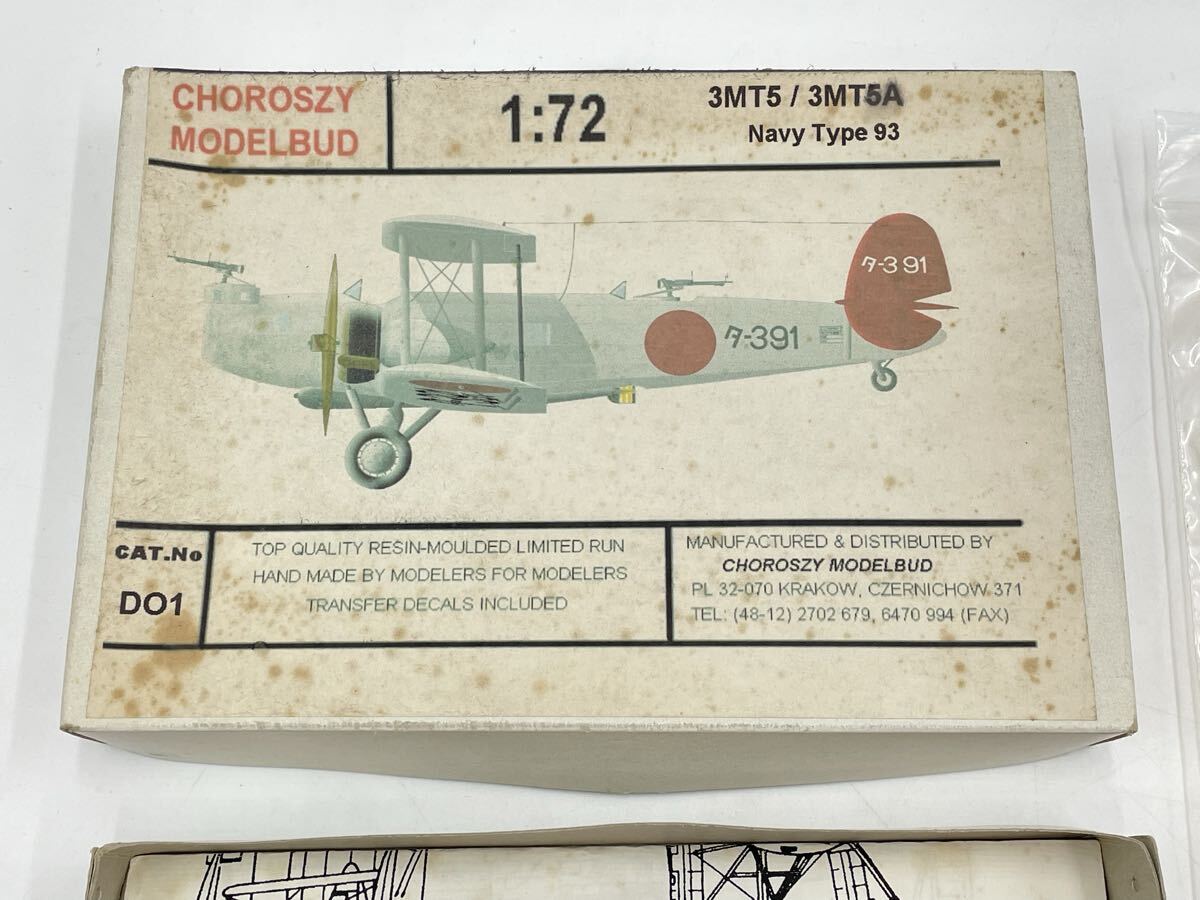 CHOROSZY
MODELBUD
1:72
3MT5 / 3MT5A
Navy Type 93
タ-391
タ-391
CAT.No
DO1
TOP QUALITY RESIN-MOULDED LIMITED RUN
HAND MADE BY MODELERS FOR MODELERS
TRANSFER DECALS INCLUDED
MANUFACTURED & DISTRIBUTED BY
CHOROSZY MODELBUD
PL 32-070 KRAKOW, CZERNICHOW 371
TEL: (48-12) 2702 679, 6470 994 (FAX)